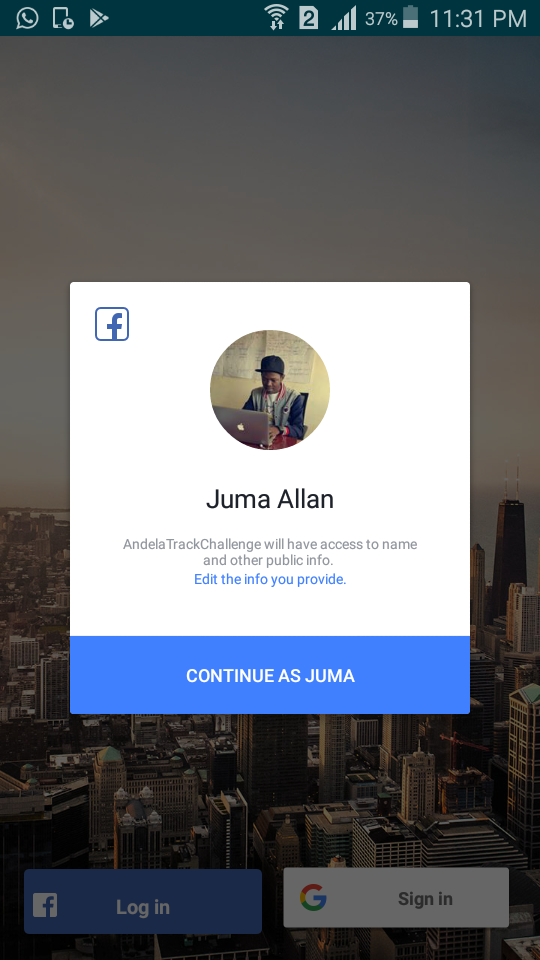 2 37% 11:31 PM
Juma Allan
AndelaTrackChallenge will have access to name
and other public info.
Edit the info you provide.
CONTINUE AS JUMA
Log in
Sign in